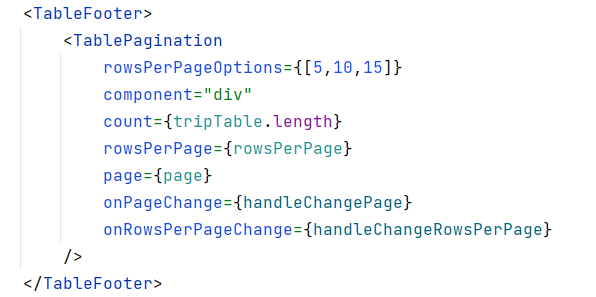 <TableFooter>
<TablePagination
rowsPerPageOptions={[5,10,15]}
component="div"
count={tripTable.length}
rowsPerPage={rowsPerPage}
page={page}
onPageChange={handleChangePage}
onRowsPerPageChange={handleChangeRowsPerPage}
/>
</TableFooter>